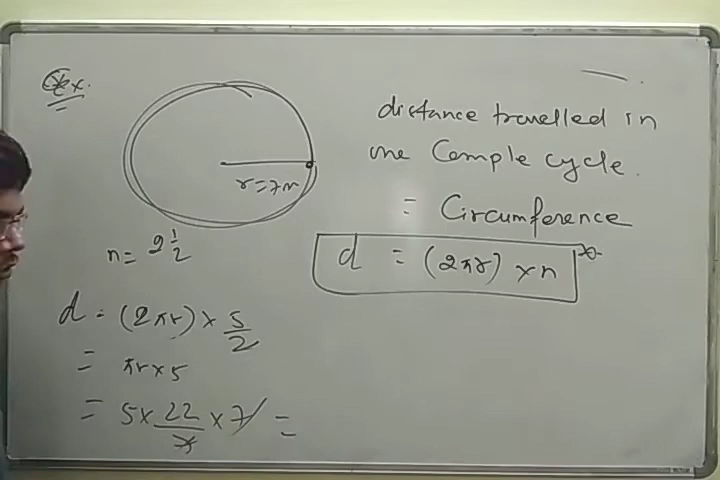 Ex.
r=7m
n= 2 1/2
d = (2πr) × 5/2
= πr×5
= 5×22/7×7 =
distance travelled in
one Comple cycle.
= Circumference
d = (2πr) ×n